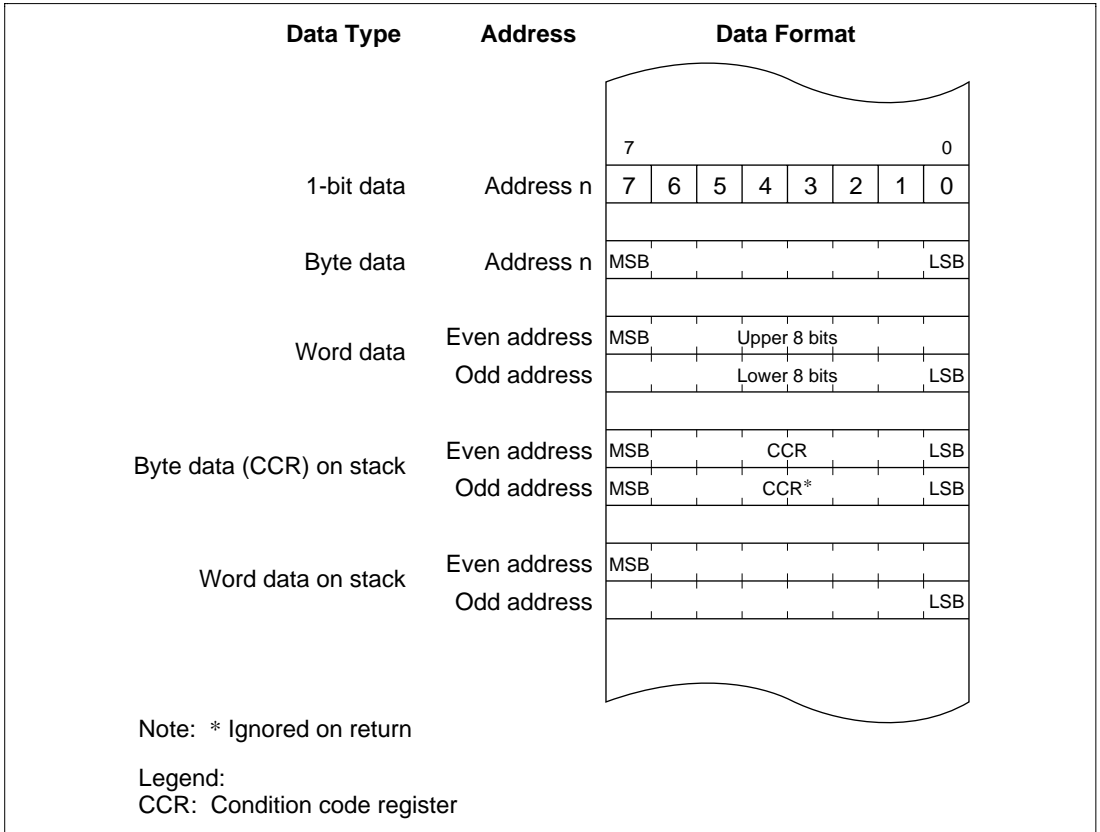 Data Type Address Data Format
7 0
1-bit data Address n 7 6 5 4 3 2 1 0
Byte data Address n MSB LSB
Word data
Even address MSB Upper 8 bits
Odd address Lower 8 bits LSB
Byte data (CCR) on stack
Even address MSB CCR LSB
Odd address MSB CCR* LSB
Word data on stack
Even address MSB
Odd address LSB
Note: * Ignored on return
Legend:
CCR: Condition code register